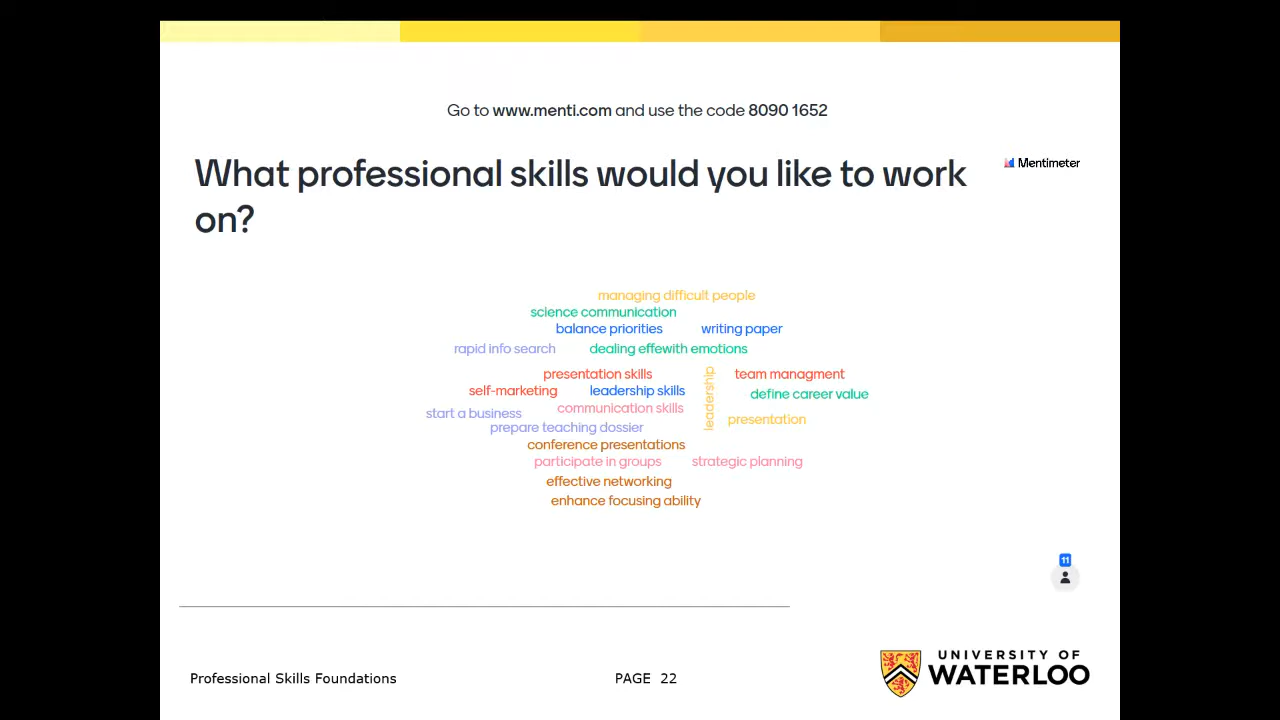 Go to www.menti.com and use the code 8090 1652
What professional skills would you like to work
on?
Mentimeter
managing difficult people
science communication
balance priorities
writing paper
rapid info search
dealing effewith emotions
presentation skills
leadership
team managment
self-marketing
leadership skills
define career value
start a business
communication skills
presentation
prepare teaching dossier
conference presentations
participate in groups
strategic planning
effective networking
enhance focusing ability
11
Professional Skills Foundations
PAGE 22
UNIVERSITY OF
WATERLOO